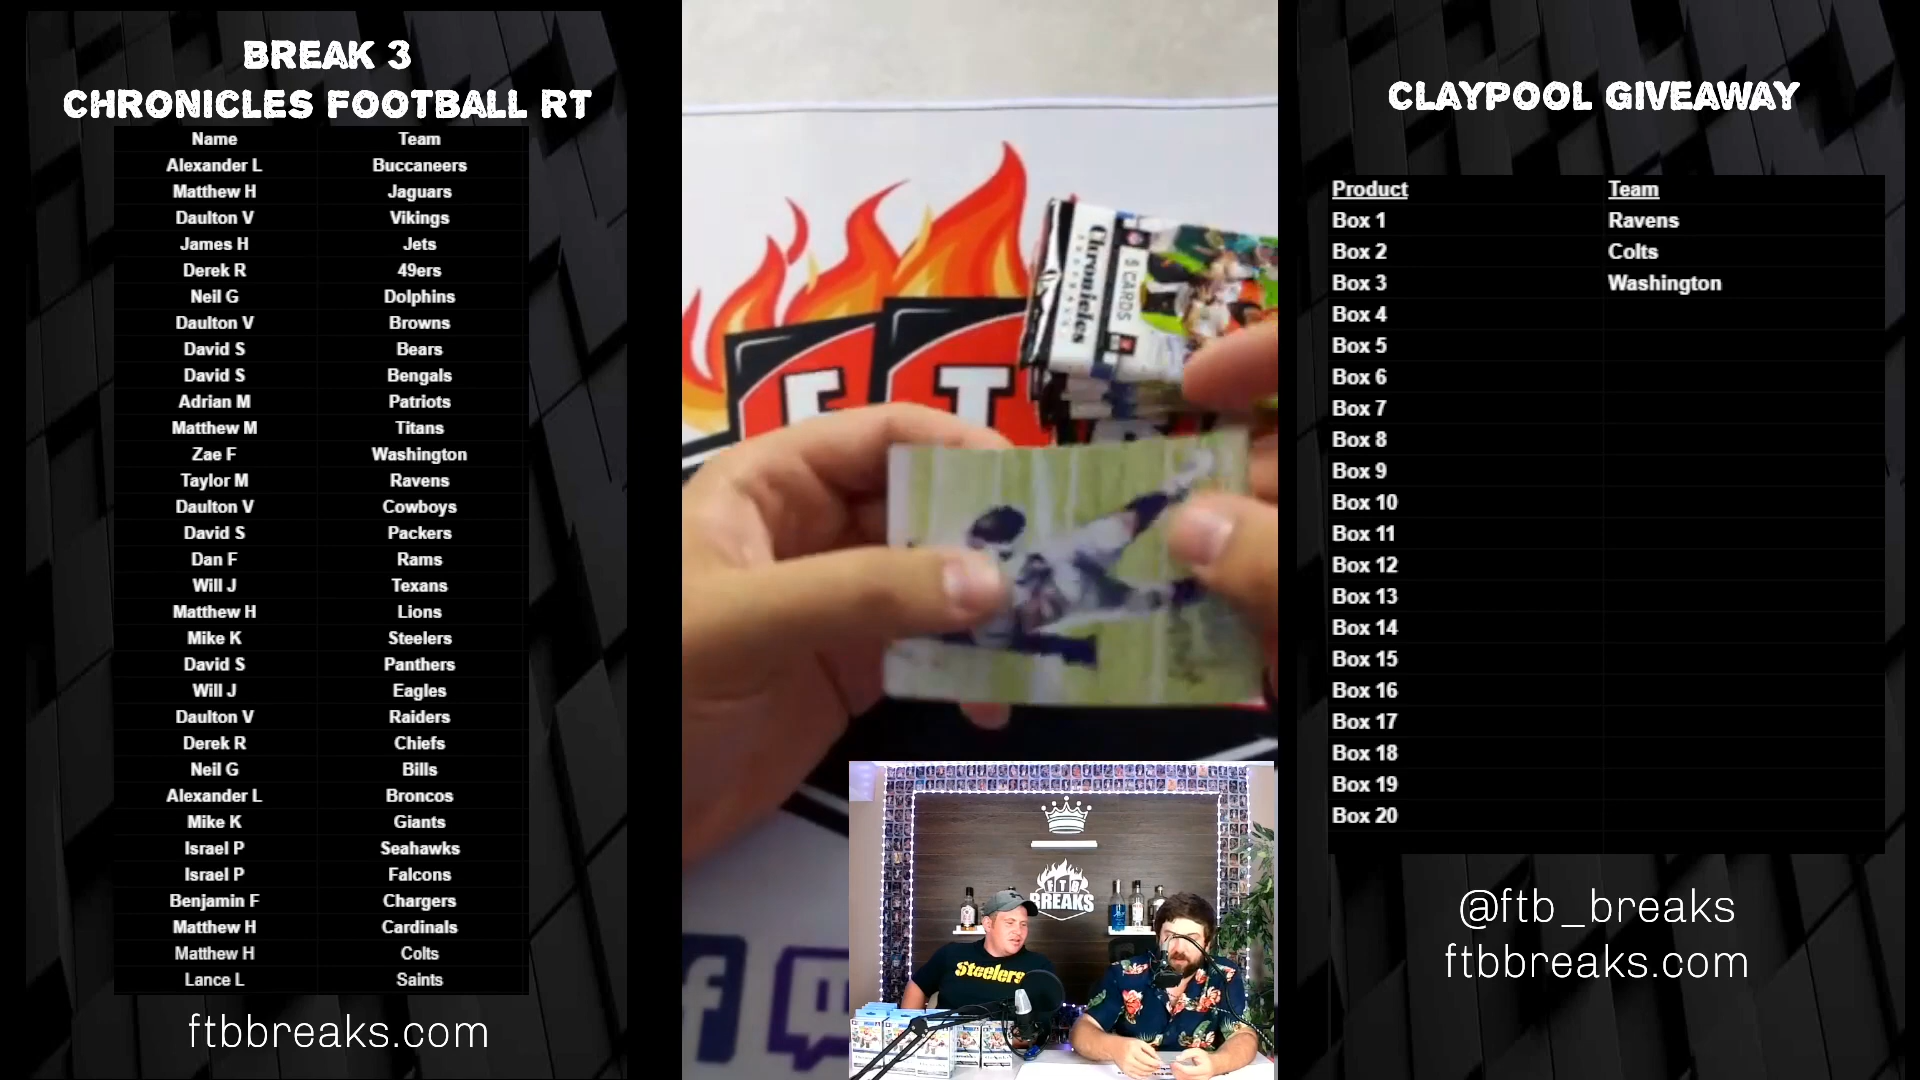 BREAK 3
CHRONICLES FOOTBALL RT
Name Team
Alexander L Buccaneers
Matthew H Jaguars
Daulton V Vikings
James H Jets
Derek R 49ers
Neil G Dolphins
Daulton V Browns
David S Bears
David S Bengals
Adrian M Patriots
Matthew M Titans
Zae F Washington
Taylor M Ravens
Daulton V Cowboys
David S Packers
Dan F Rams
Will J Texans
Matthew H Lions
Mike K Steelers
David S Panthers
Will J Eagles
Daulton V Raiders
Derek R Chiefs
Neil G Bills
Alexander L Broncos
Mike K Giants
Israel P Seahawks
Israel P Falcons
Benjamin F Chargers
Matthew H Cardinals
Matthew H Colts
Lance L Saints
ftbbreaks.com
Chronicles
5 CARDS
F T
FTB
BREAKS
Steelers
CLAYPOOL GIVEAWAY
Product Team
Box 1 Ravens
Box 2 Colts
Box 3 Washington
Box 4
Box 5
Box 6
Box 7
Box 8
Box 9
Box 10
Box 11
Box 12
Box 13
Box 14
Box 15
Box 16
Box 17
Box 18
Box 19
Box 20
@ftb_breaks
ftbbreaks.com